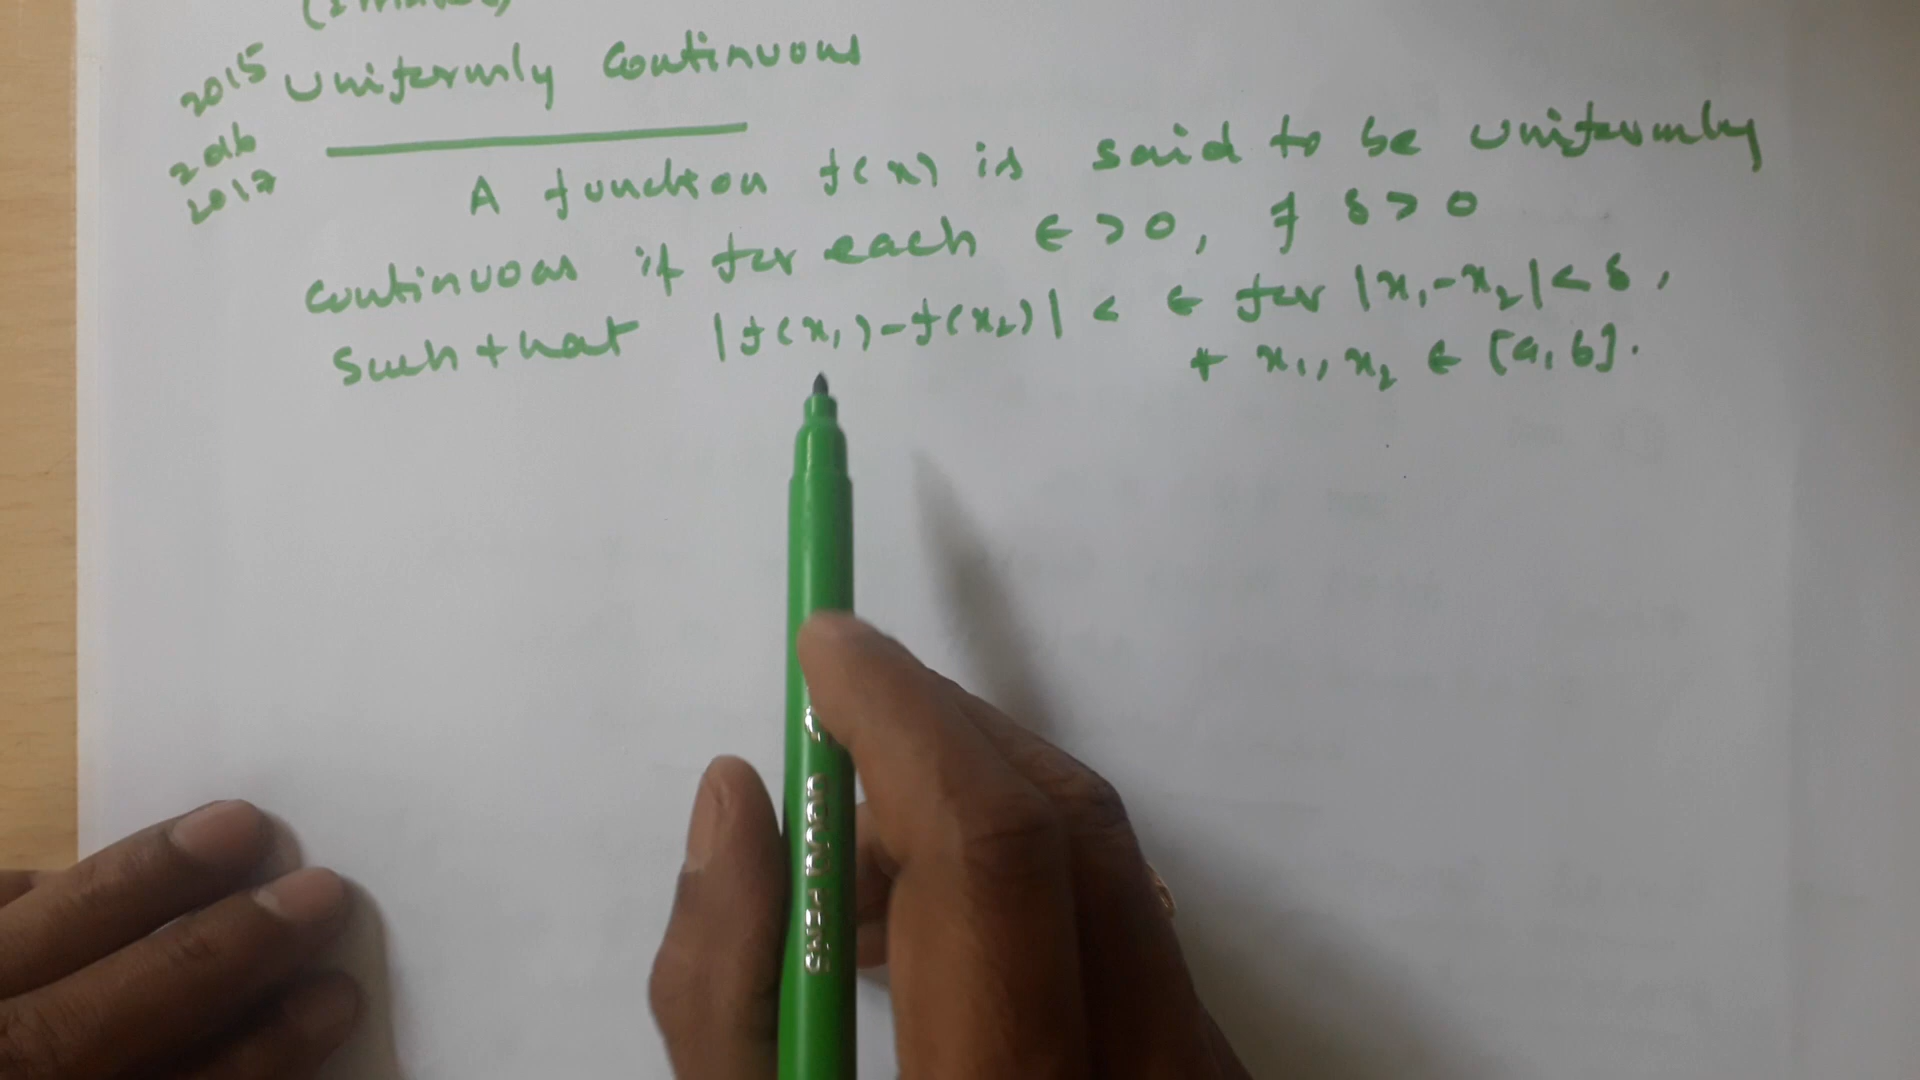 2015 Uniformly Continuous
2016
2017
A function f(x) is said to be uniformly
continuous if for each ∈ > 0, ∃ δ > 0
such that |f(x₁) - f(x₂)| < ∈ for |x₁ - x₂| < δ,
∀ x₁, x₂ ∈ [a, b].
PENS